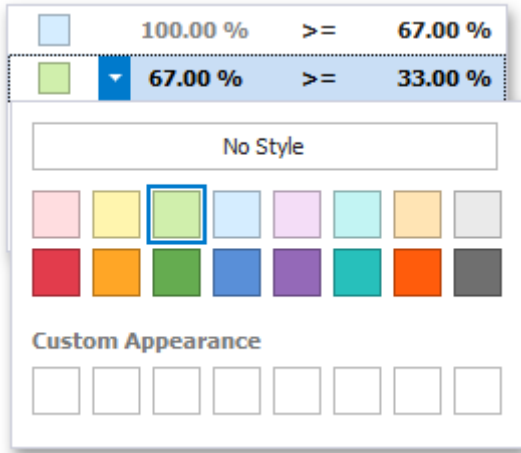 100.00 % >= 67.00 %
67.00 % >= 33.00 %
No Style
Custom Appearance